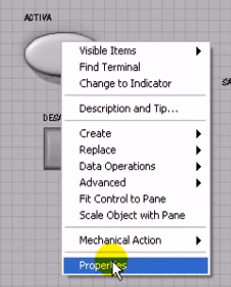 ACTIVA
Visible Items
Find Terminal
Change to Indicator
Description and Tip...
Create
Replace
Data Operations
Advanced
Fit Control to Pane
Scale Object with Pane
Mechanical Action
Properties